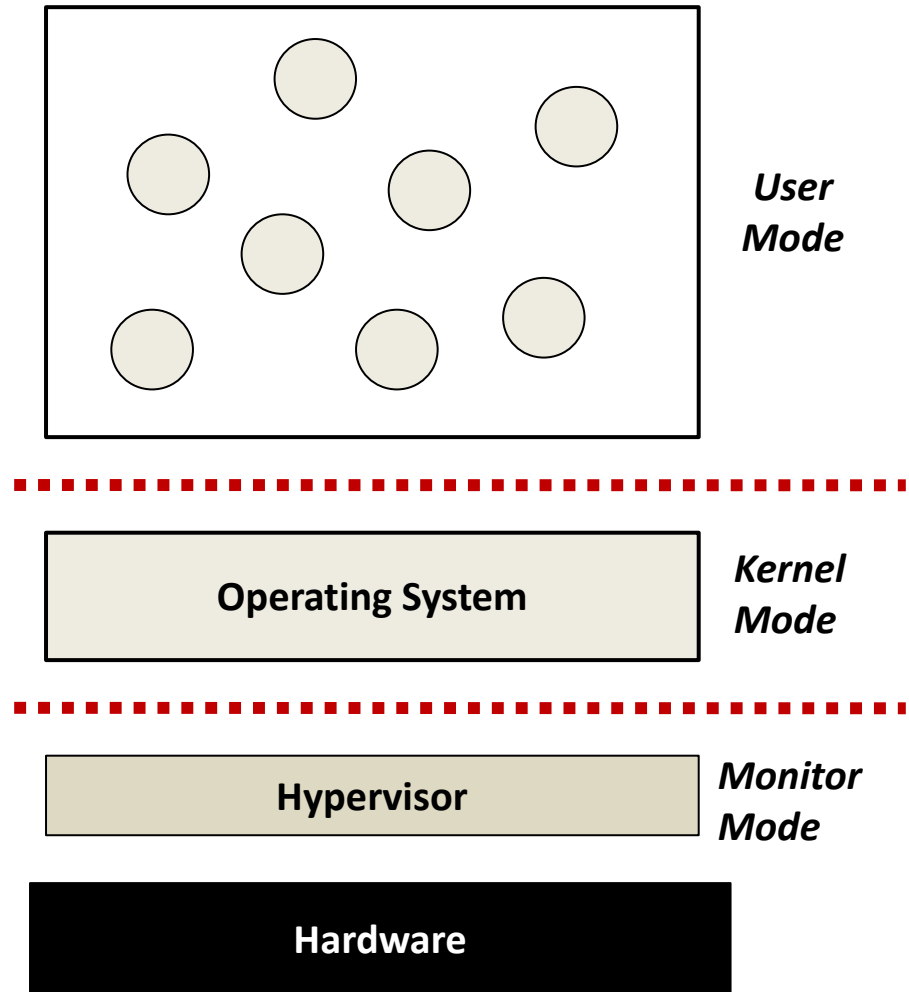 User
Mode
Operating System
Kernel
Mode
Hypervisor
Monitor
Mode
Hardware